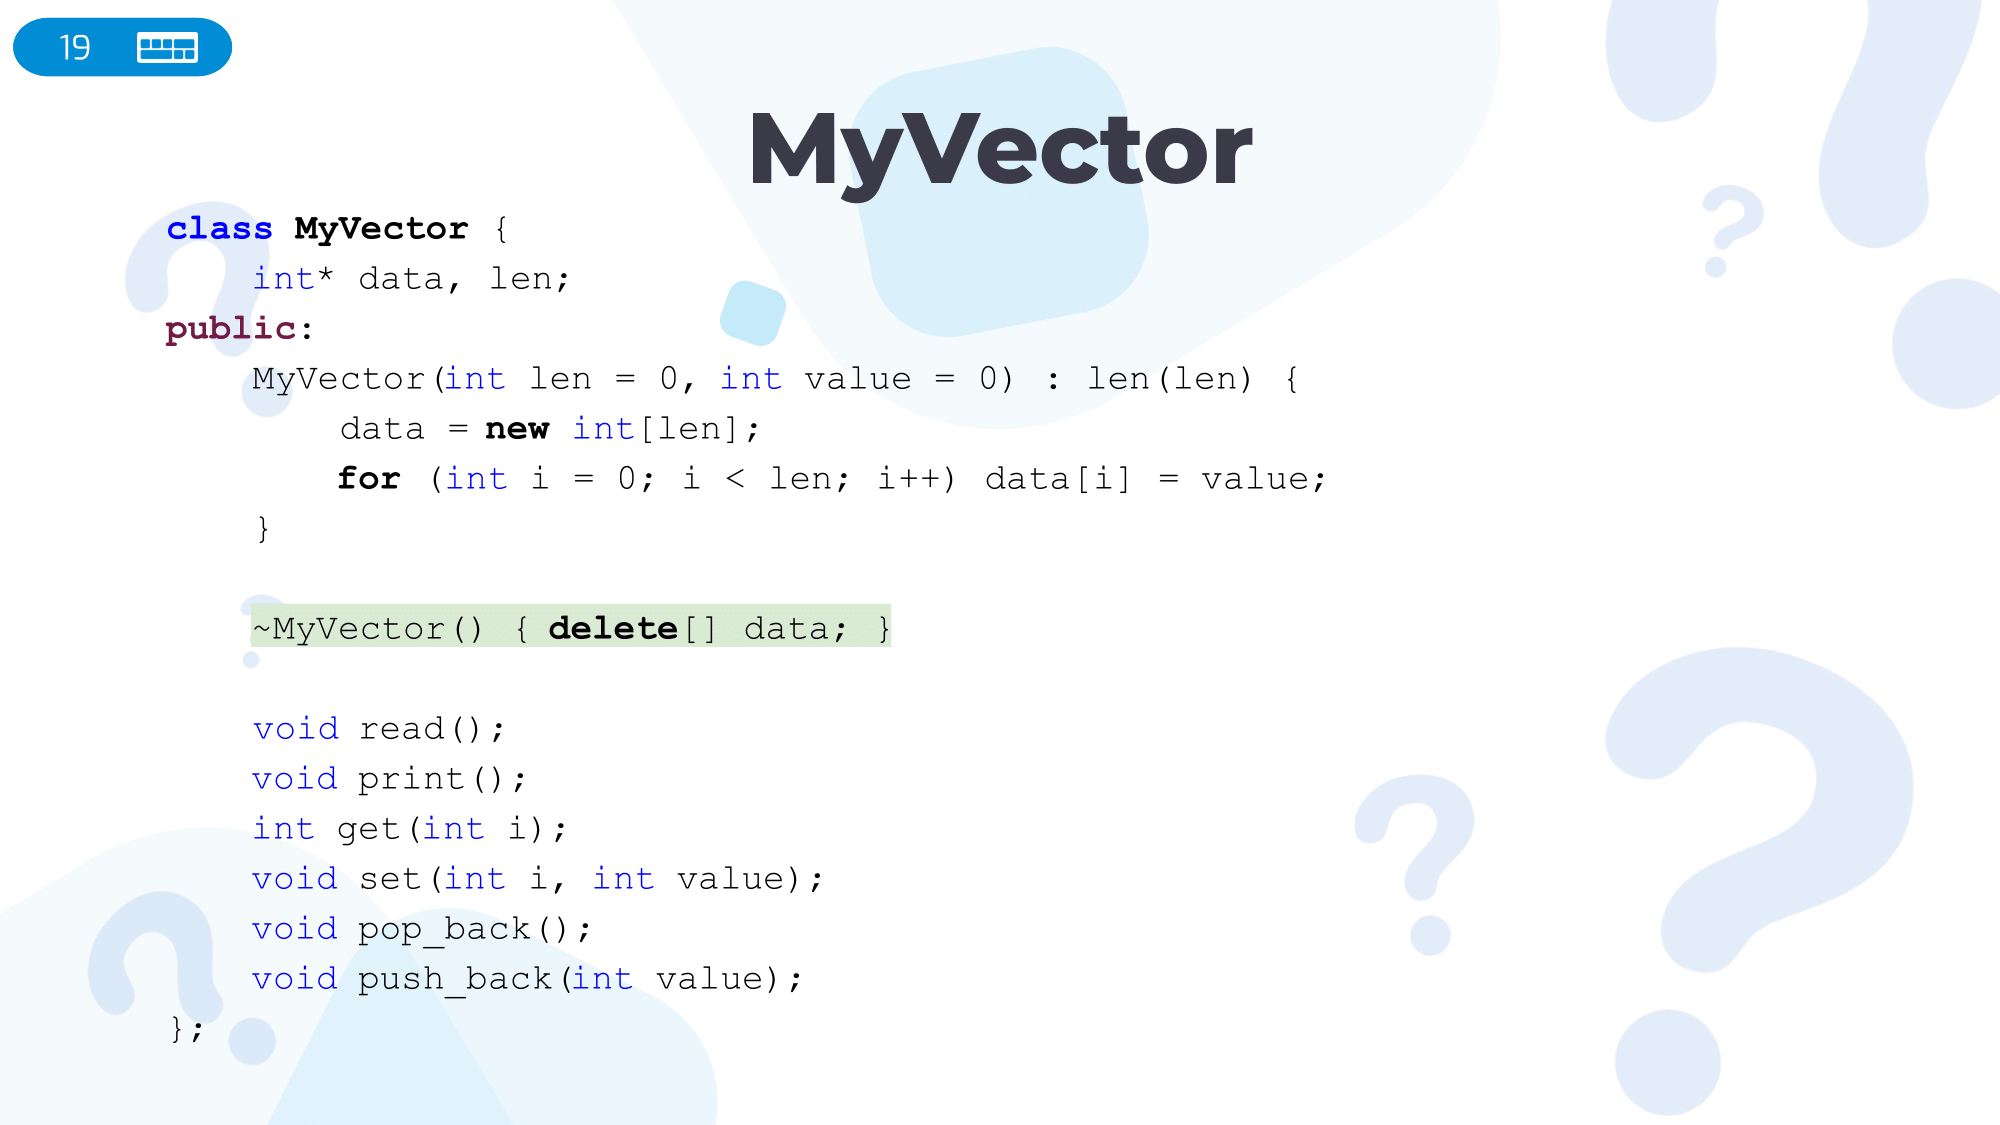 19
MyVector
class MyVector {
    int* data, len;
public:
    MyVector(int len = 0, int value = 0) : len(len) {
        data = new int[len];
        for (int i = 0; i < len; i++) data[i] = value;
    }
    ~MyVector() { delete[] data; }
    void read();
    void print();
    int get(int i);
    void set(int i, int value);
    void pop_back();
    void push_back(int value);
};